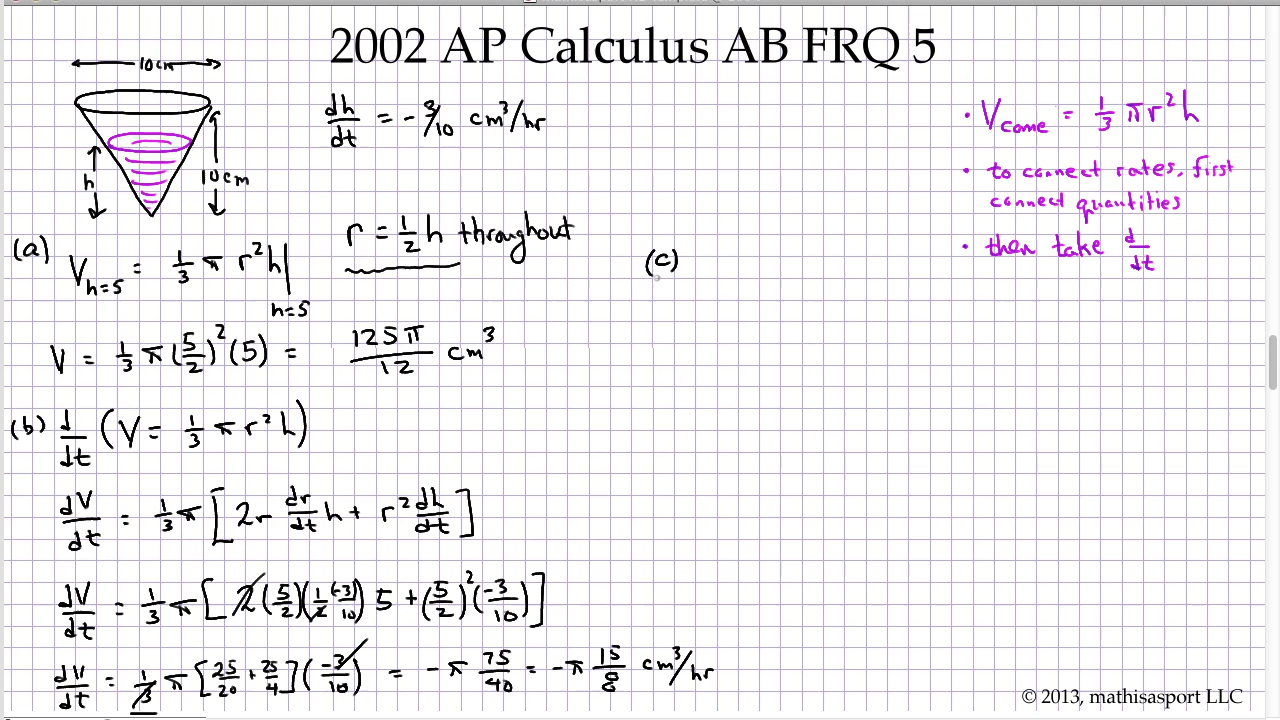 2002 AP Calculus AB FRQ 5
10cm
h
10cm
dh/dt = -3/10 cm³/hr
r = 1/2 h throughout
(a) V_{h=5} = 1/3 π r²h |_{h=5}
V = 1/3 π (5/2)² (5) = 125π/12 cm³
(b) d/dt (V = 1/3 π r² h)
dV/dt = 1/3 π [2r dr/dt h + r² dh/dt]
dV/dt = 1/3 π [2(5/2)(1/2 (-3)/10) 5 + (5/2)² (-3/10)]
dV/dt = 1/3 π [25/20 + 25/4] (-3/10) = -π 75/40 = -π 15/8 cm³/hr
(c)
• V_{cone} = 1/3 π r² h
• to connect rates, first
connect quantities
• then take d/dt
© 2013, mathisasport LLC